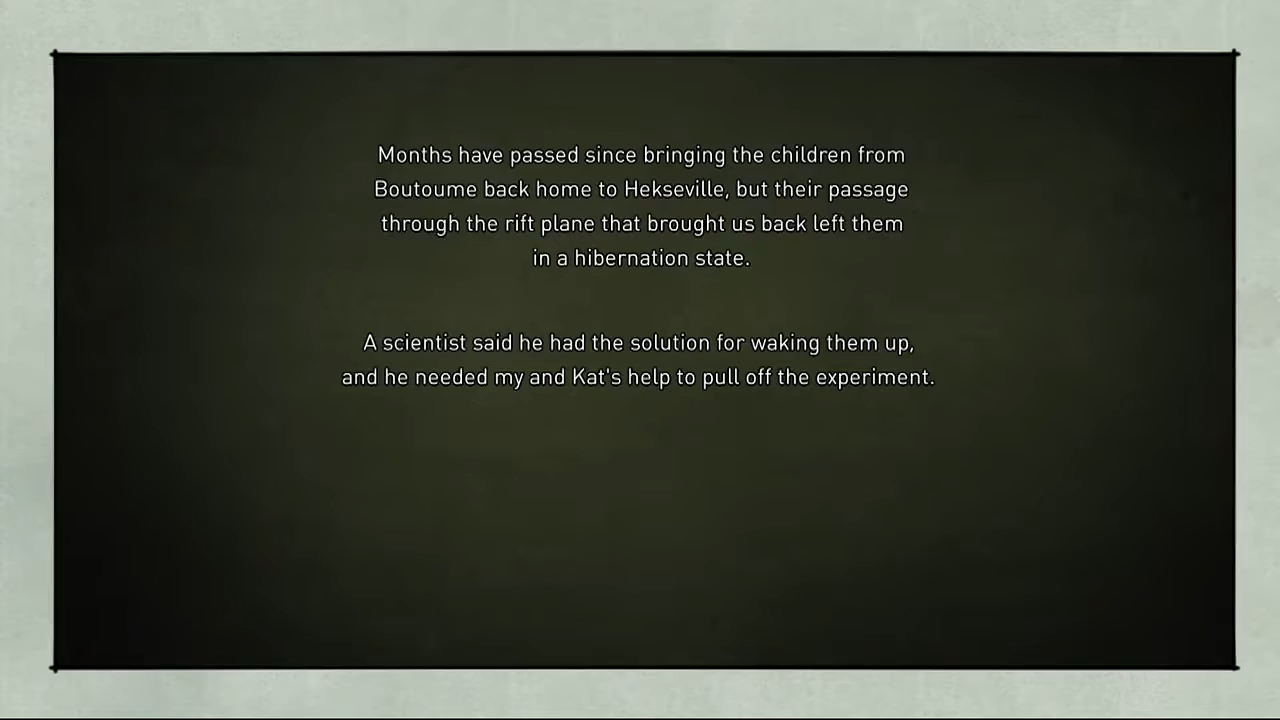 Months have passed since bringing the children from
Boutoume back home to Hekseville, but their passage
through the rift plane that brought us back left them
in a hibernation state.
A scientist said he had the solution for waking them up,
and he needed my and Kat's help to pull off the experiment.